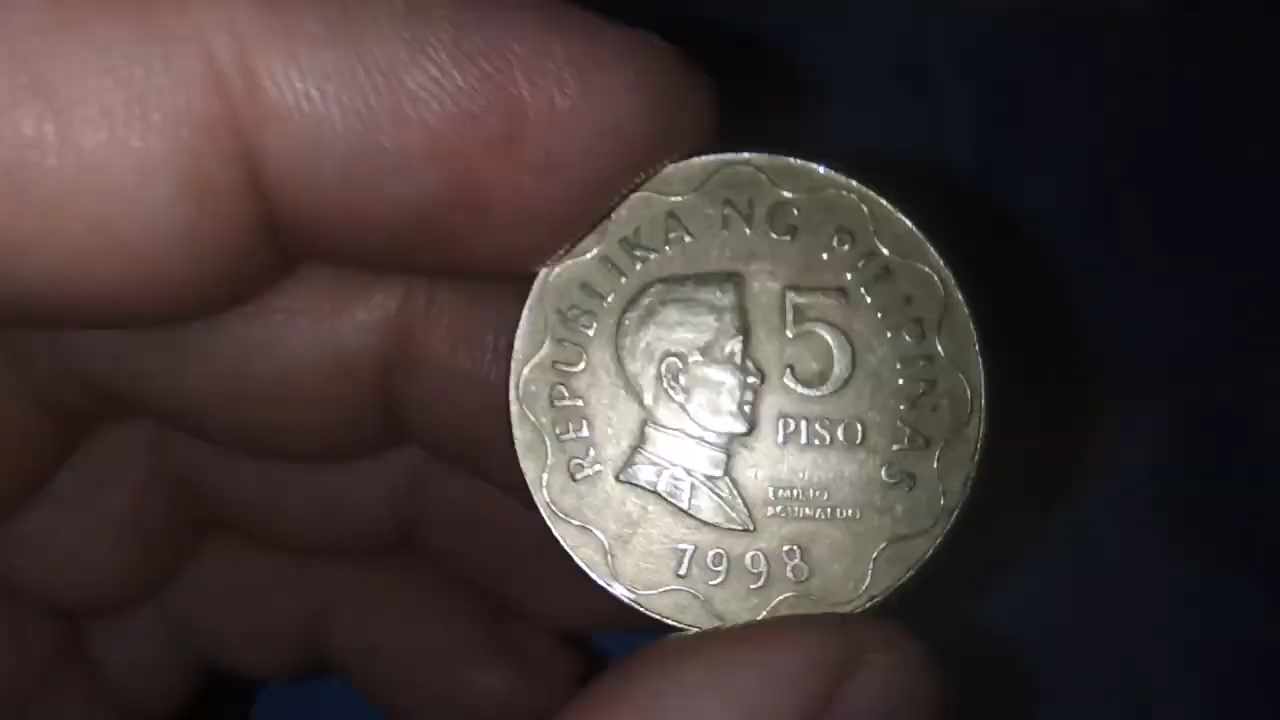 REPUBLIKA NG PILIPINAS
5
PISO
EMILIO
AGUINALDO
1998